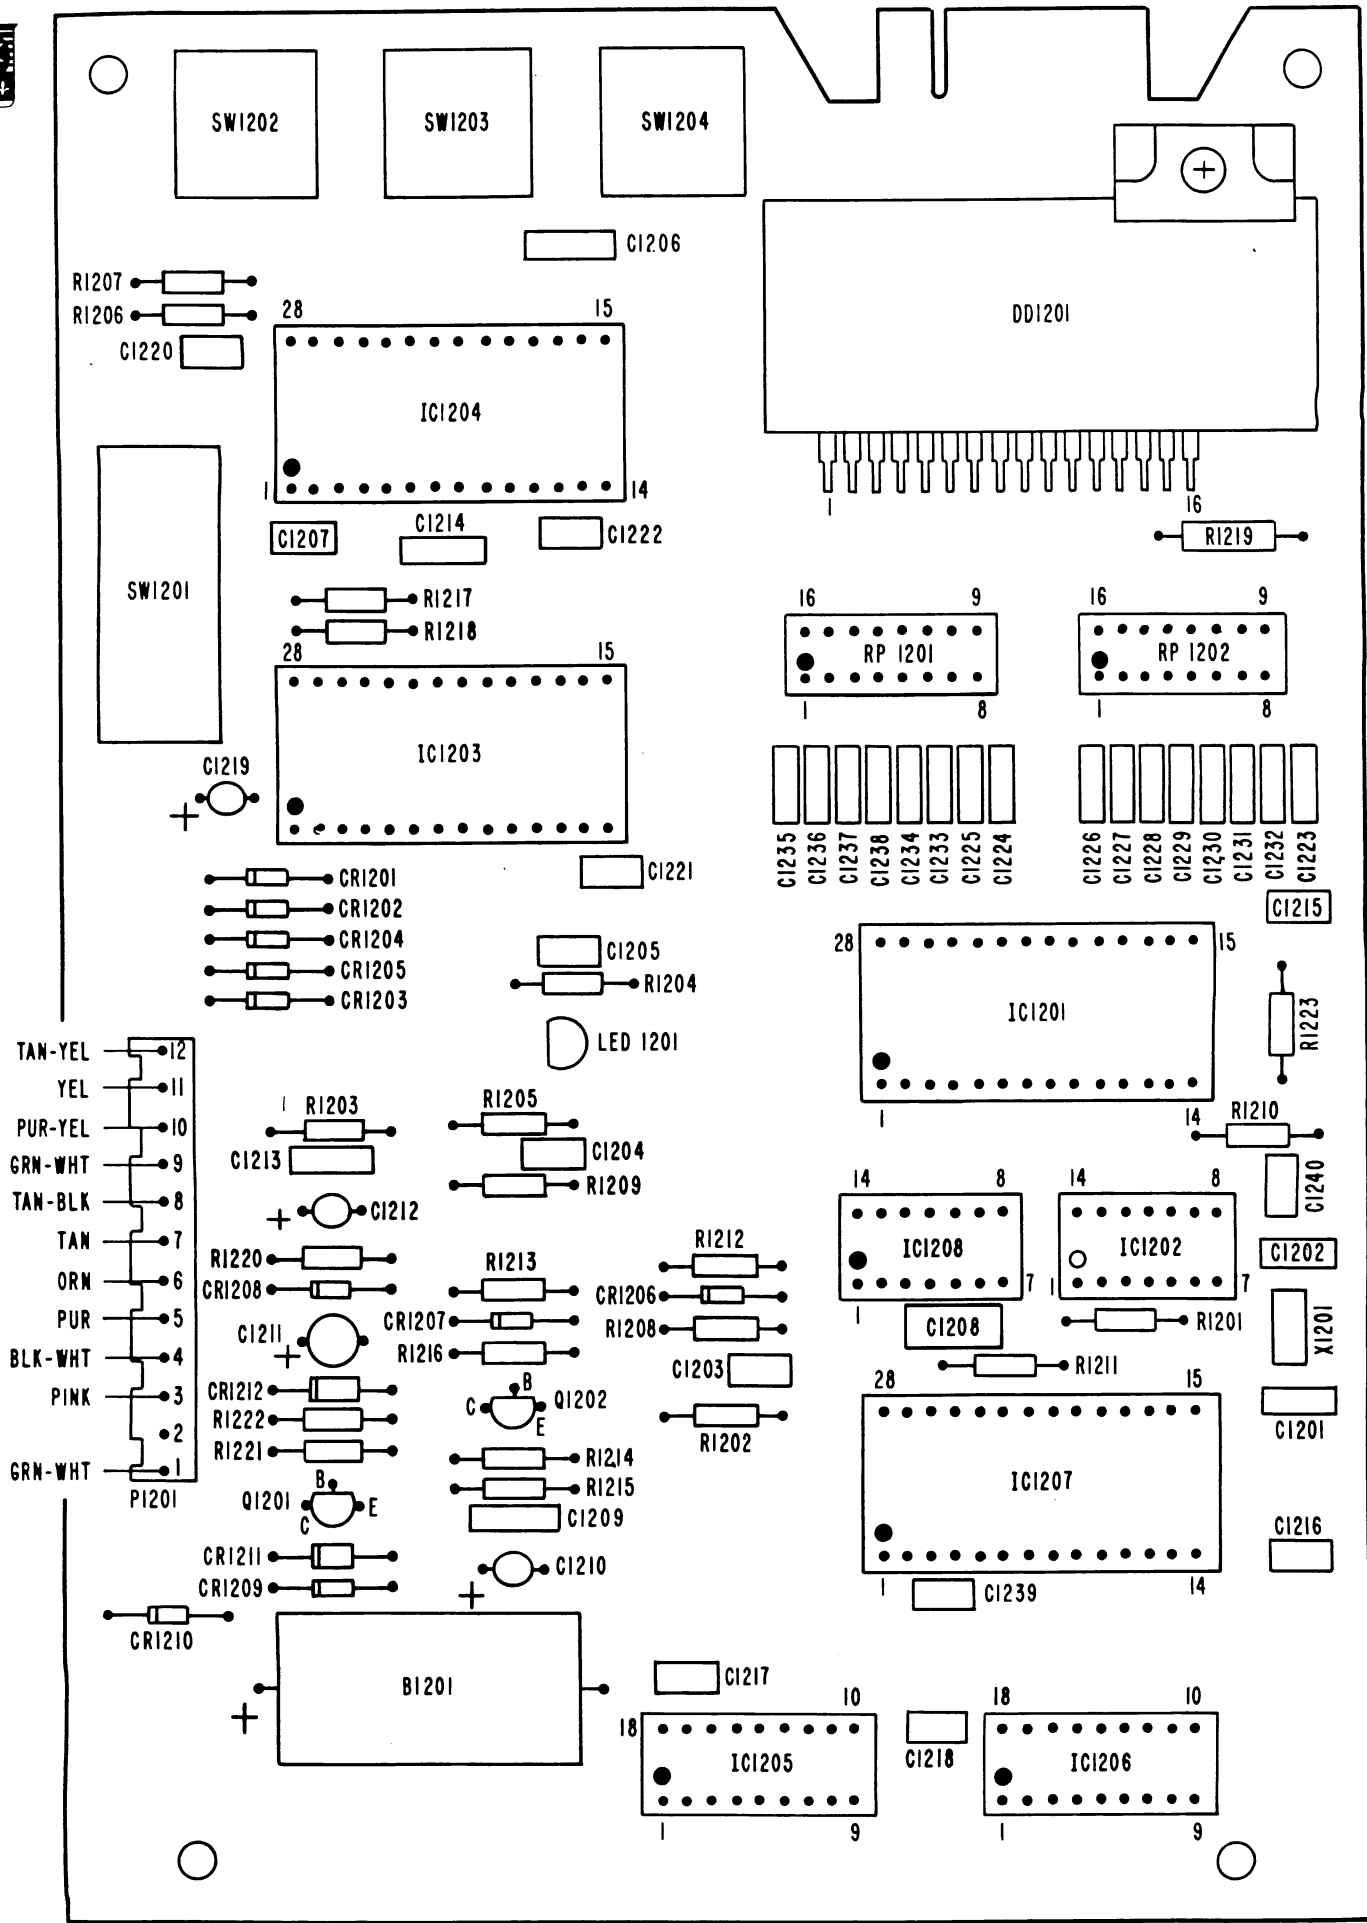 SW1202 SW1203 SW1204
C1206
R1207
R1206
C1220
28 15
IC1204
1 14
DD1201
1 16
C1207 C1214 C1222
R1219
SW1201
R1217
R1218
28 15
IC1203
16 9
RP 1201
1 8
16 9
RP 1202
1 8
C1219
+
C1235 C1236 C1237 C1238 C1234 C1233 C1225 C1224
C1226 C1227 C1228 C1229 C1230 C1231 C1232 C1223
C1221
CR1201
CR1202
CR1204
CR1205
CR1203
C1205
R1204
LED 1201
C1215
28 15
IC1201
1 14
R1223
TAN-YEL 12
YEL 11
PUR-YEL 10
GRN-WHT 9
TAN-BLK 8
TAN 7
ORN 6
PUR 5
BLK-WHT 4
PINK 3
2
GRN-WHT 1
P1201
R1203
C1213
+ C1212
R1220
CR1208
C1211
+
CR1212
R1222
R1221
Q1201 B C E
CR1211
CR1209
CR1210
R1205
C1204
R1209
R1213
CR1207
R1216
B
C Q1202
E
R1214
R1215
C1209
C1210
+
R1212
CR1206
R1208
C1203
R1202
R1210
C1240
14 8
IC1208
1 7
14 8
IC1202
1 7
C1202
C1208
R1201
X1201
R1211
C1201
28 15
IC1207
1 14
C1216
C1239
B1201
+
C1217
18 10
IC1205
1 9
C1218
18 10
IC1206
1 9